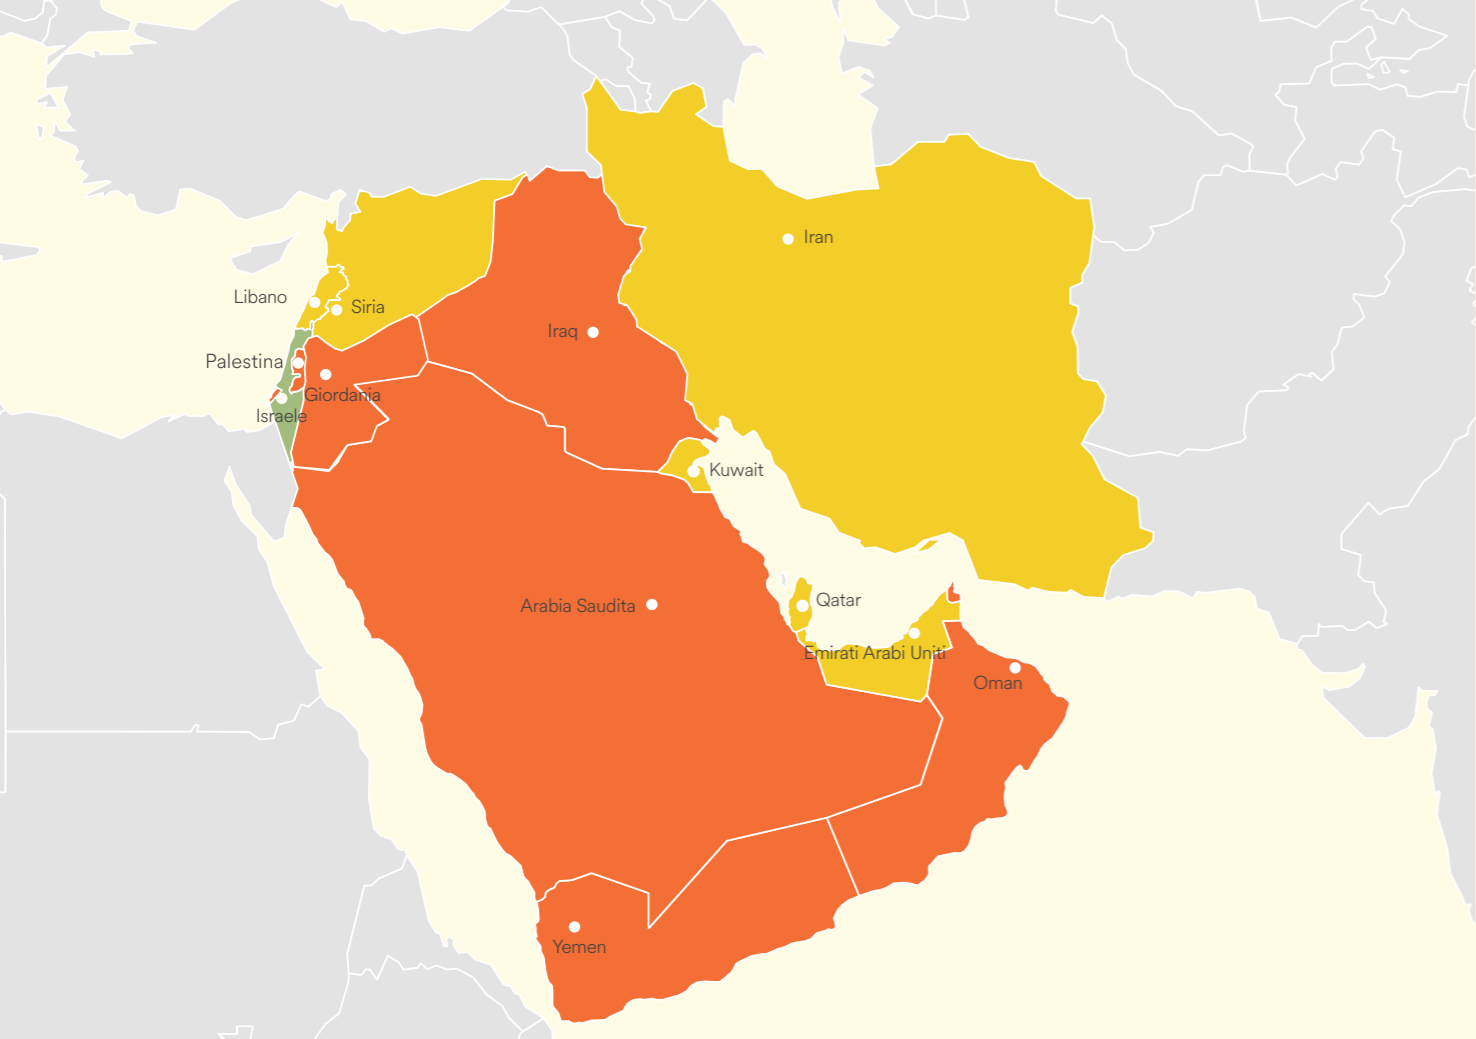 Iran
Libano
Siria
Iraq
Palestina
Giordania
Israele
Kuwait
Qatar
Arabia Saudita
Emirati Arabi Uniti
Oman
Yemen